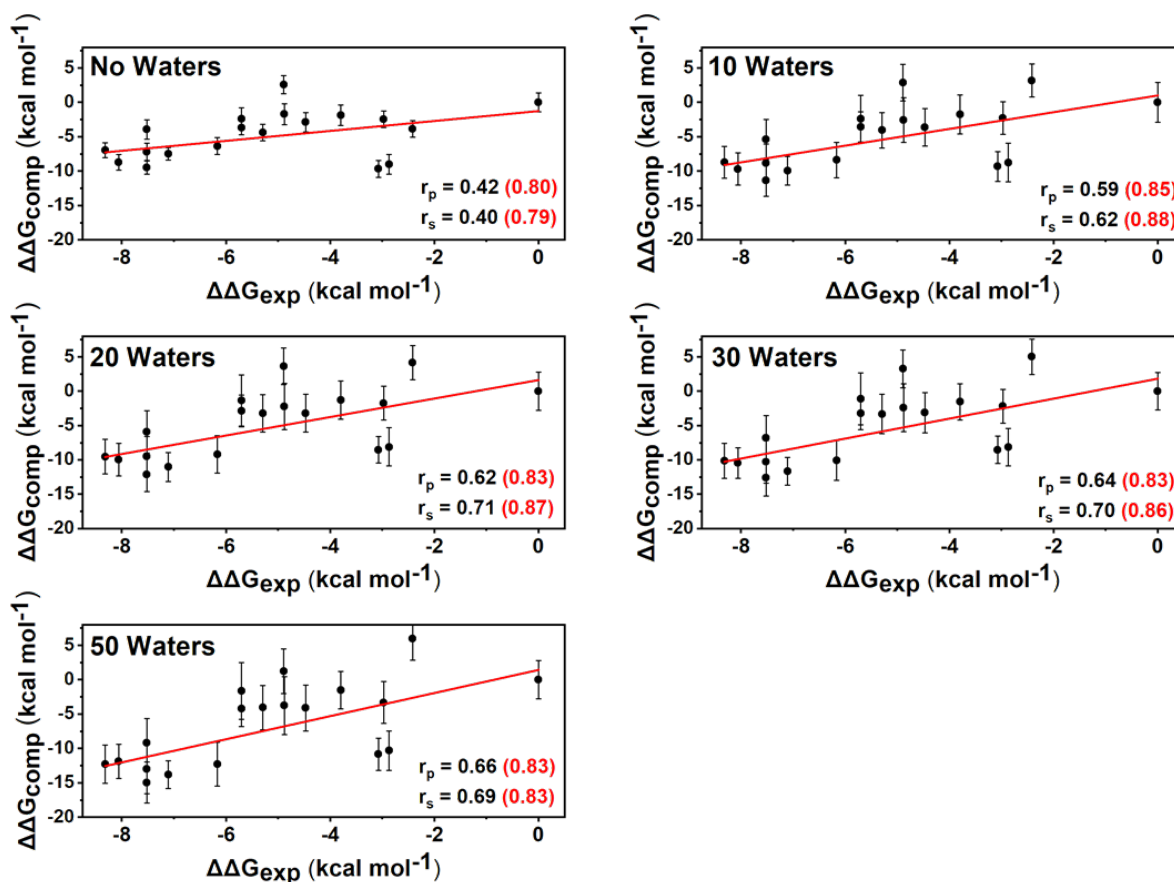 No Waters
ΔΔGcomp (kcal mol⁻¹)
5
0
-5
-10
-15
-20
rp = 0.42 (0.80)
rs = 0.40 (0.79)
-8 -6 -4 -2 0
ΔΔGexp (kcal mol⁻¹)
10 Waters
ΔΔGcomp (kcal mol⁻¹)
5
0
-5
-10
-15
-20
rp = 0.59 (0.85)
rs = 0.62 (0.88)
-8 -6 -4 -2 0
ΔΔGexp (kcal mol⁻¹)
20 Waters
ΔΔGcomp (kcal mol⁻¹)
5
0
-5
-10
-15
-20
rp = 0.62 (0.83)
rs = 0.71 (0.87)
-8 -6 -4 -2 0
ΔΔGexp (kcal mol⁻¹)
30 Waters
ΔΔGcomp (kcal mol⁻¹)
5
0
-5
-10
-15
-20
rp = 0.64 (0.83)
rs = 0.70 (0.86)
-8 -6 -4 -2 0
ΔΔGexp (kcal mol⁻¹)
50 Waters
ΔΔGcomp (kcal mol⁻¹)
5
0
-5
-10
-15
-20
rp = 0.66 (0.83)
rs = 0.69 (0.83)
-8 -6 -4 -2 0
ΔΔGexp (kcal mol⁻¹)